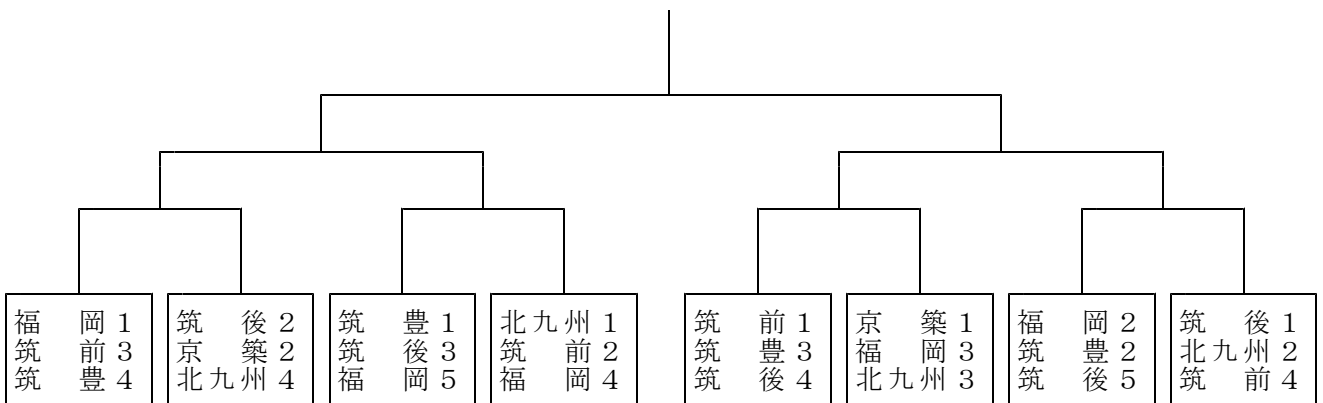 福岡1
筑前3
筑豊4
筑後2
京築2
北九州4
筑豊1
筑後3
福岡5
北九州1
筑前2
福岡4
筑前1
筑豊3
筑後4
京築1
福岡3
北九州3
福岡2
筑豊2
筑後5
筑後1
北九州2
筑前4